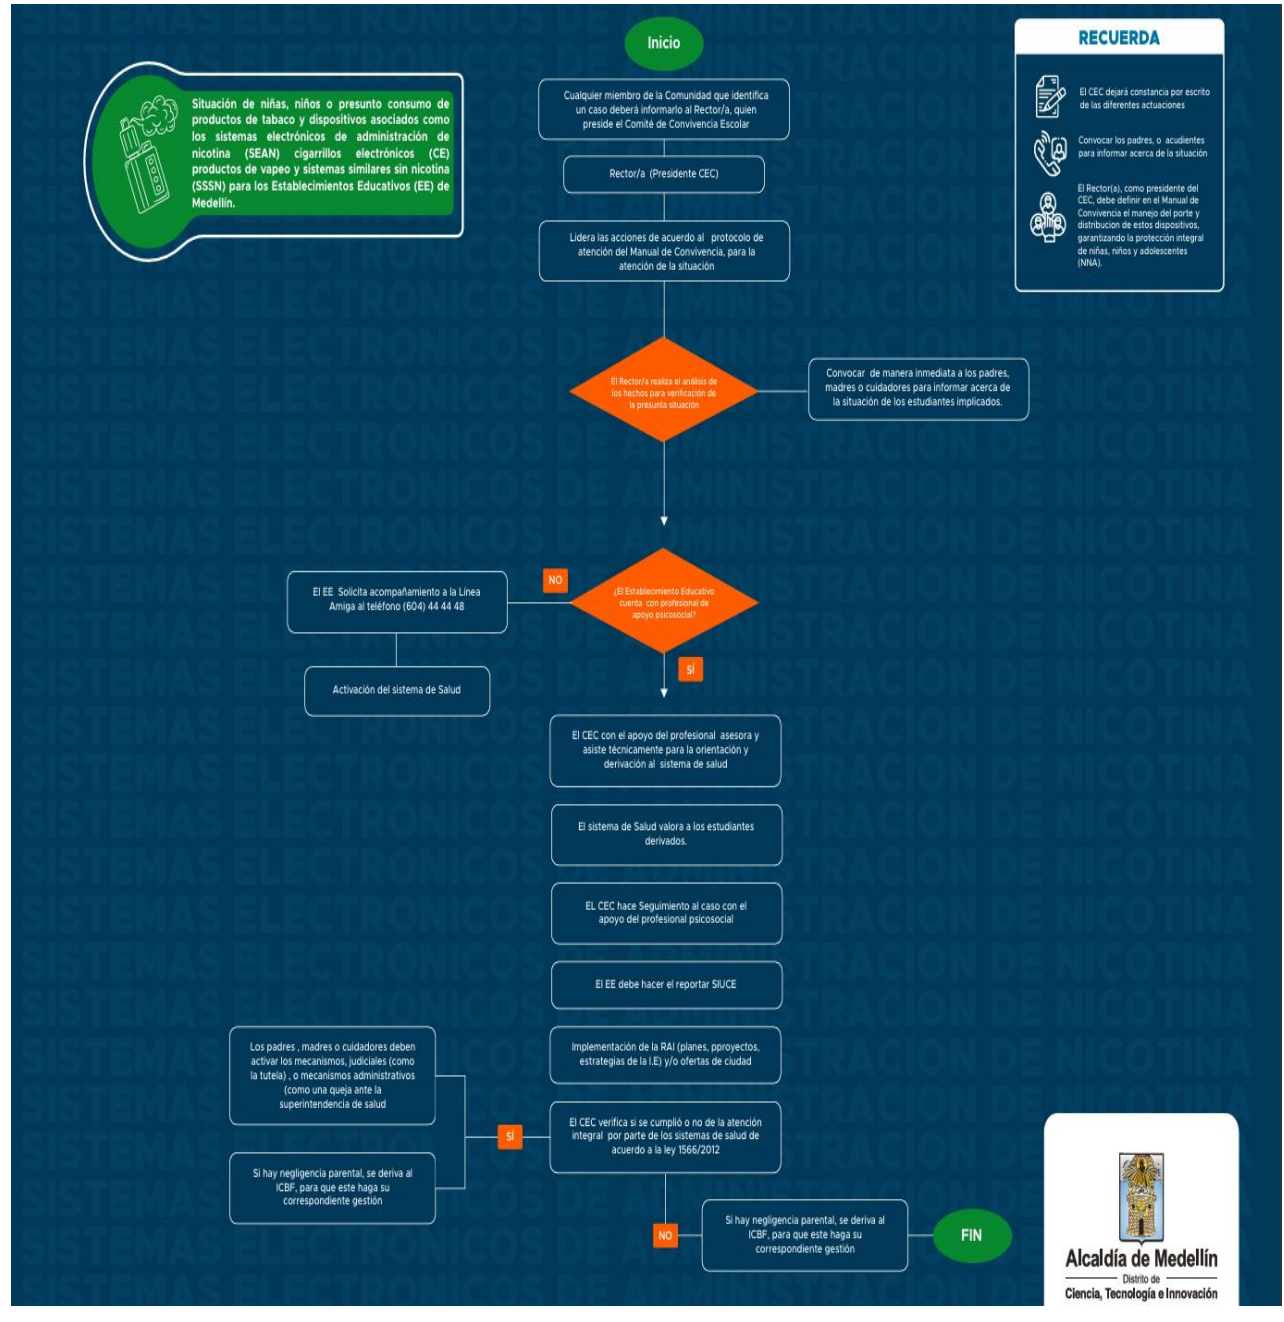 Inicio
Situación de niñas, niños o presunto consumo de
productos de tabaco y dispositivos asociados como
los sistemas electrónicos de administración de
nicotina (SEAN) cigarrillos electrónicos (CE)
productos de vapeo y sistemas similares sin nicotina
(SSSN) para los Establecimientos Educativos (EE) de
Medellín.
Cualquier miembro de la Comunidad que identifica
un caso deberá informarlo al Rector/a, quien
preside el Comité de Convivencia Escolar
RECUERDA
El CEC dejará constancia por escrito
de las diferentes actuaciones
Convocar los padres, o acudientes
para informar acerca de la situación
El Rector(a), como presidente del
CEC, debe definir en el Manual de
Convivencia el manejo del porte y
distribucion de estos dispositivos,
garantizando la protección integral
de niñas, niños y adolescentes
(NNA).
Rector/a (Presidente CEC)
Lidera las acciones de acuerdo al protocolo de
atención del Manual de Convivencia, para la
atención de la situación
El Rector/a realiza el análisis de
los hechos para verificación de
la presunta situación
Convocar de manera inmediata a los padres,
madres o cuidadores para informar acerca de
la situación de los estudiantes implicados.
¿El Establecimiento Educativo
cuenta con profesional de
apoyo psicosocial?
NO
El EE Solicita acompañamiento a la Línea
Amiga al teléfono (604) 44 44 48
Activación del sistema de Salud
SÍ
El CEC con el apoyo del profesional asesora y
asiste técnicamente para la orientación y
derivación al sistema de salud
El sistema de Salud valora a los estudiantes
derivados.
EL CEC hace Seguimiento al caso con el
apoyo del profesional psicosocial
El EE debe hacer el reportar SIUCE
Implementación de la RAI (planes, pproyectos,
estrategias de la I.E) y/o ofertas de ciudad
El CEC verifica si se cumplió o no de la atención
integral por parte de los sistemas de salud de
acuerdo a la ley 1566/2012
SÍ
Los padres , madres o cuidadores deben
activar los mecanismos, judiciales (como
la tutela) , o mecanismos administrativos
(como una queja ante la
superintendencia de salud
Si hay negligencia parental, se deriva al
ICBF, para que este haga su
correspondiente gestión
NO
Si hay negligencia parental, se deriva al
ICBF, para que este haga su
correspondiente gestión
FIN
Alcaldía de Medellín
Distrito de
Ciencia, Tecnología e Innovación